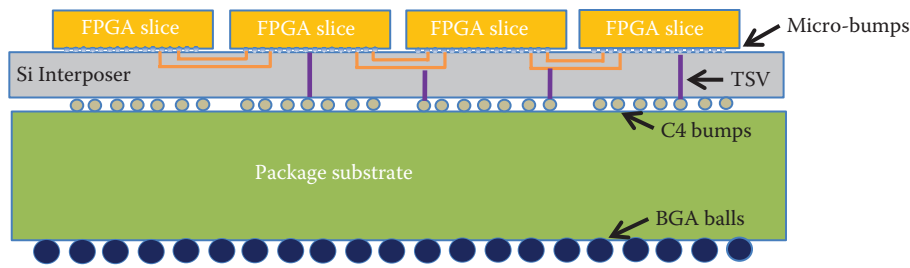 FPGA slice
FPGA slice
FPGA slice
FPGA slice
Micro-bumps
Si Interposer
TSV
C4 bumps
Package substrate
BGA balls